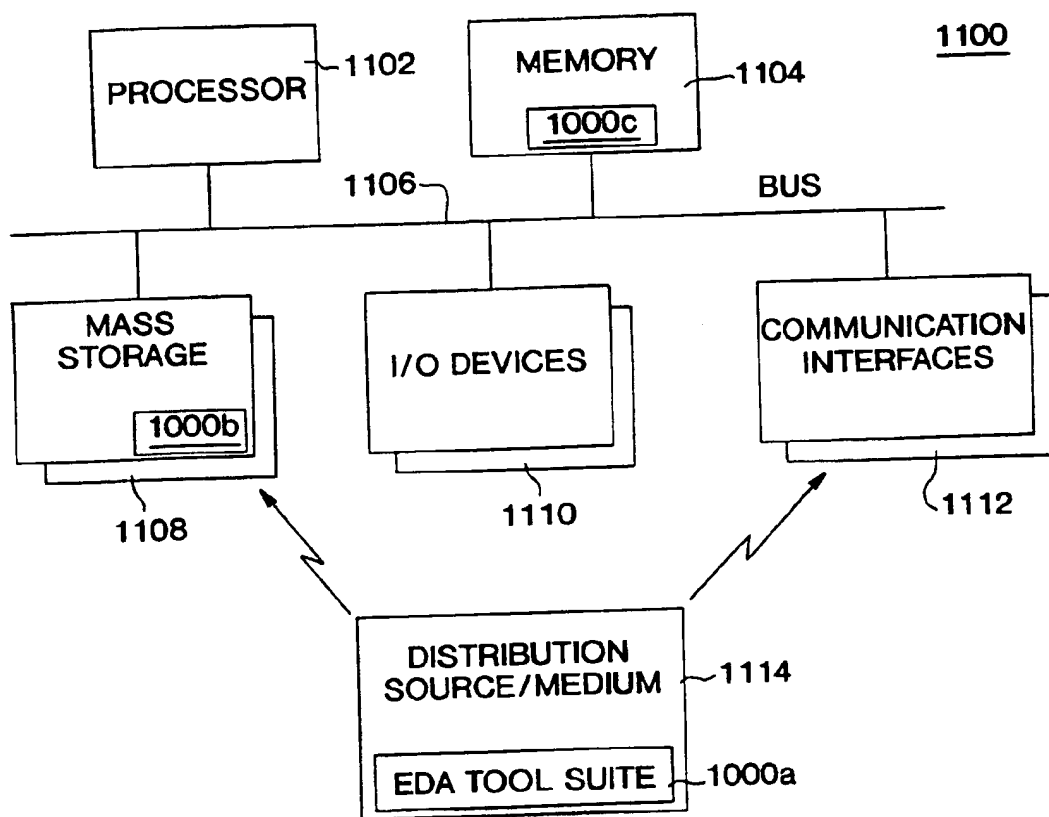 1100
PROCESSOR
1102
MEMORY
1104
1000c
1106
BUS
MASS
STORAGE
1000b
1108
I/O DEVICES
1110
COMMUNICATION
INTERFACES
1112
DISTRIBUTION
SOURCE/MEDIUM
1114
EDA TOOL SUITE
1000a